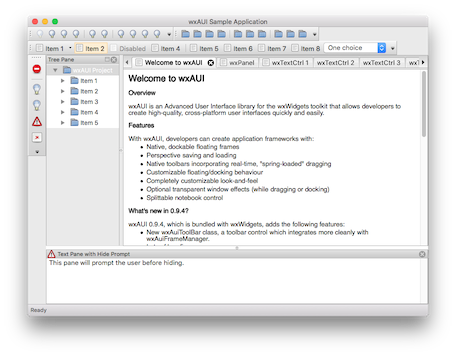 wxAUI Sample Application
Item 1 Item 2 Disabled Item 4 Item 5 Item 6 Item 7 Item 8 One choice
Tree Pane
wxAUI Project
Item 1
Item 2
Item 3
Item 4
Item 5
Welcome to wxAUI wxPanel wxTextCtrl 1 wxTextCtrl 2 wxTextCtrl 3
Welcome to wxAUI
Overview
wxAUI is an Advanced User Interface library for the wxWidgets toolkit that allows developers to
create high-quality, cross-platform user interfaces quickly and easily.
Features
With wxAUI, developers can create application frameworks with:
• Native, dockable floating frames
• Perspective saving and loading
• Native toolbars incorporating real-time, "spring-loaded" dragging
• Customizable floating/docking behaviour
• Completely customizable look-and-feel
• Optional transparent window effects (while dragging or docking)
• Splittable notebook control
What's new in 0.9.4?
wxAUI 0.9.4, which is bundled with wxWidgets, adds the following features:
• New wxAuiToolBar class, a toolbar control which integrates more cleanly with
wxAuiFrameManager.
Text Pane with Hide Prompt
This pane will prompt the user before hiding.
Ready